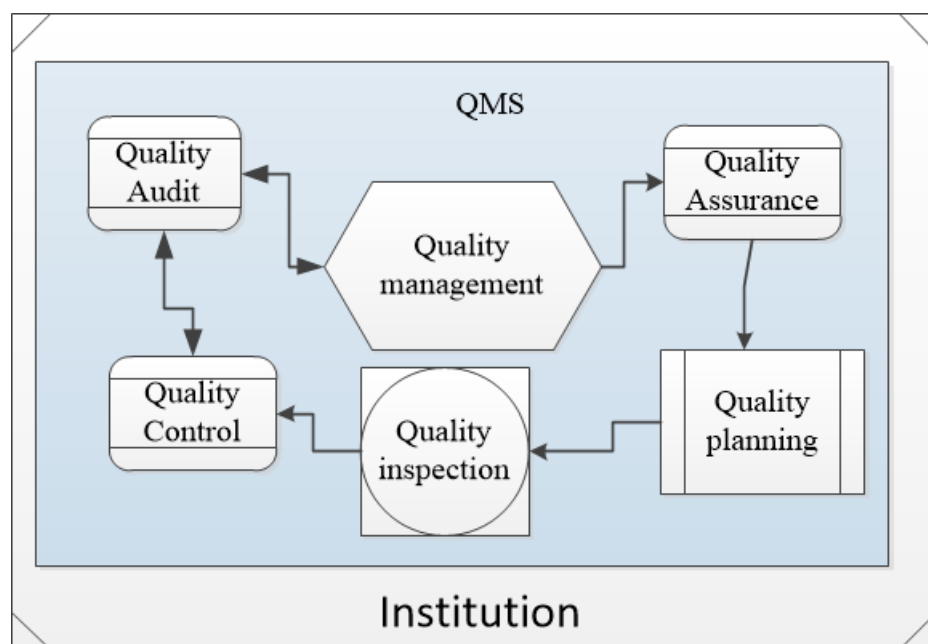 QMS
Quality
Audit
Quality
management
Quality
Assurance
Quality
Control
Quality
inspection
Quality
planning
Institution